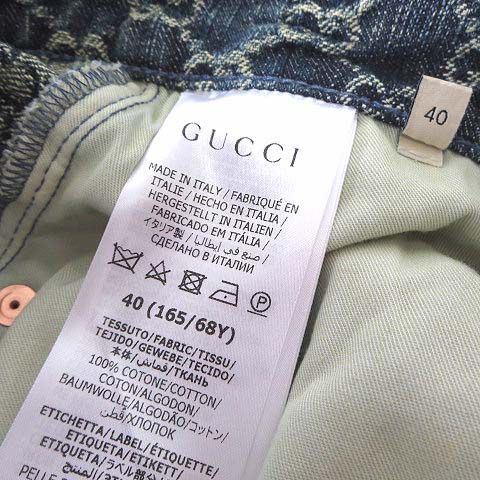 GUCCI
MADE IN ITALY / FABRIQUÉ EN
ITALIE / HECHO EN ITALIA
HERGESTELLT IN ITALIEN
FABRICADO EM ITÁLIA
イタリア製 / صنع في إيطاليا
СДЕЛАНО В ИТАЛИИ
40 (165/68Y)
TESSUTO/FABRIC/TISSU/
TEJIDO/GEWEBE/TECIDO/
本体/قماش/ТКАНЬ
100% COTONE/COTTON/
COTON/ALGODÓN/
BAUMWOLLE/ALGODÃO/コットン/
قطن/ХЛОПОК
ETICHETTA/LABEL/ÉTIQUETTE/
ETIQUETA/ETIKETT/
ETIQUETA/ラベル部分/
PELLE
40